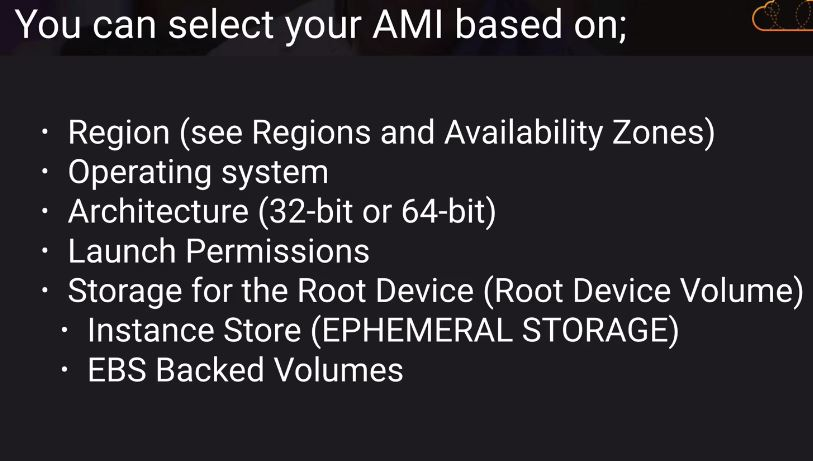 You can select your AMI based on;
· Region (see Regions and Availability Zones)
· Operating system
· Architecture (32-bit or 64-bit)
· Launch Permissions
· Storage for the Root Device (Root Device Volume)
· Instance Store (EPHEMERAL STORAGE)
· EBS Backed Volumes